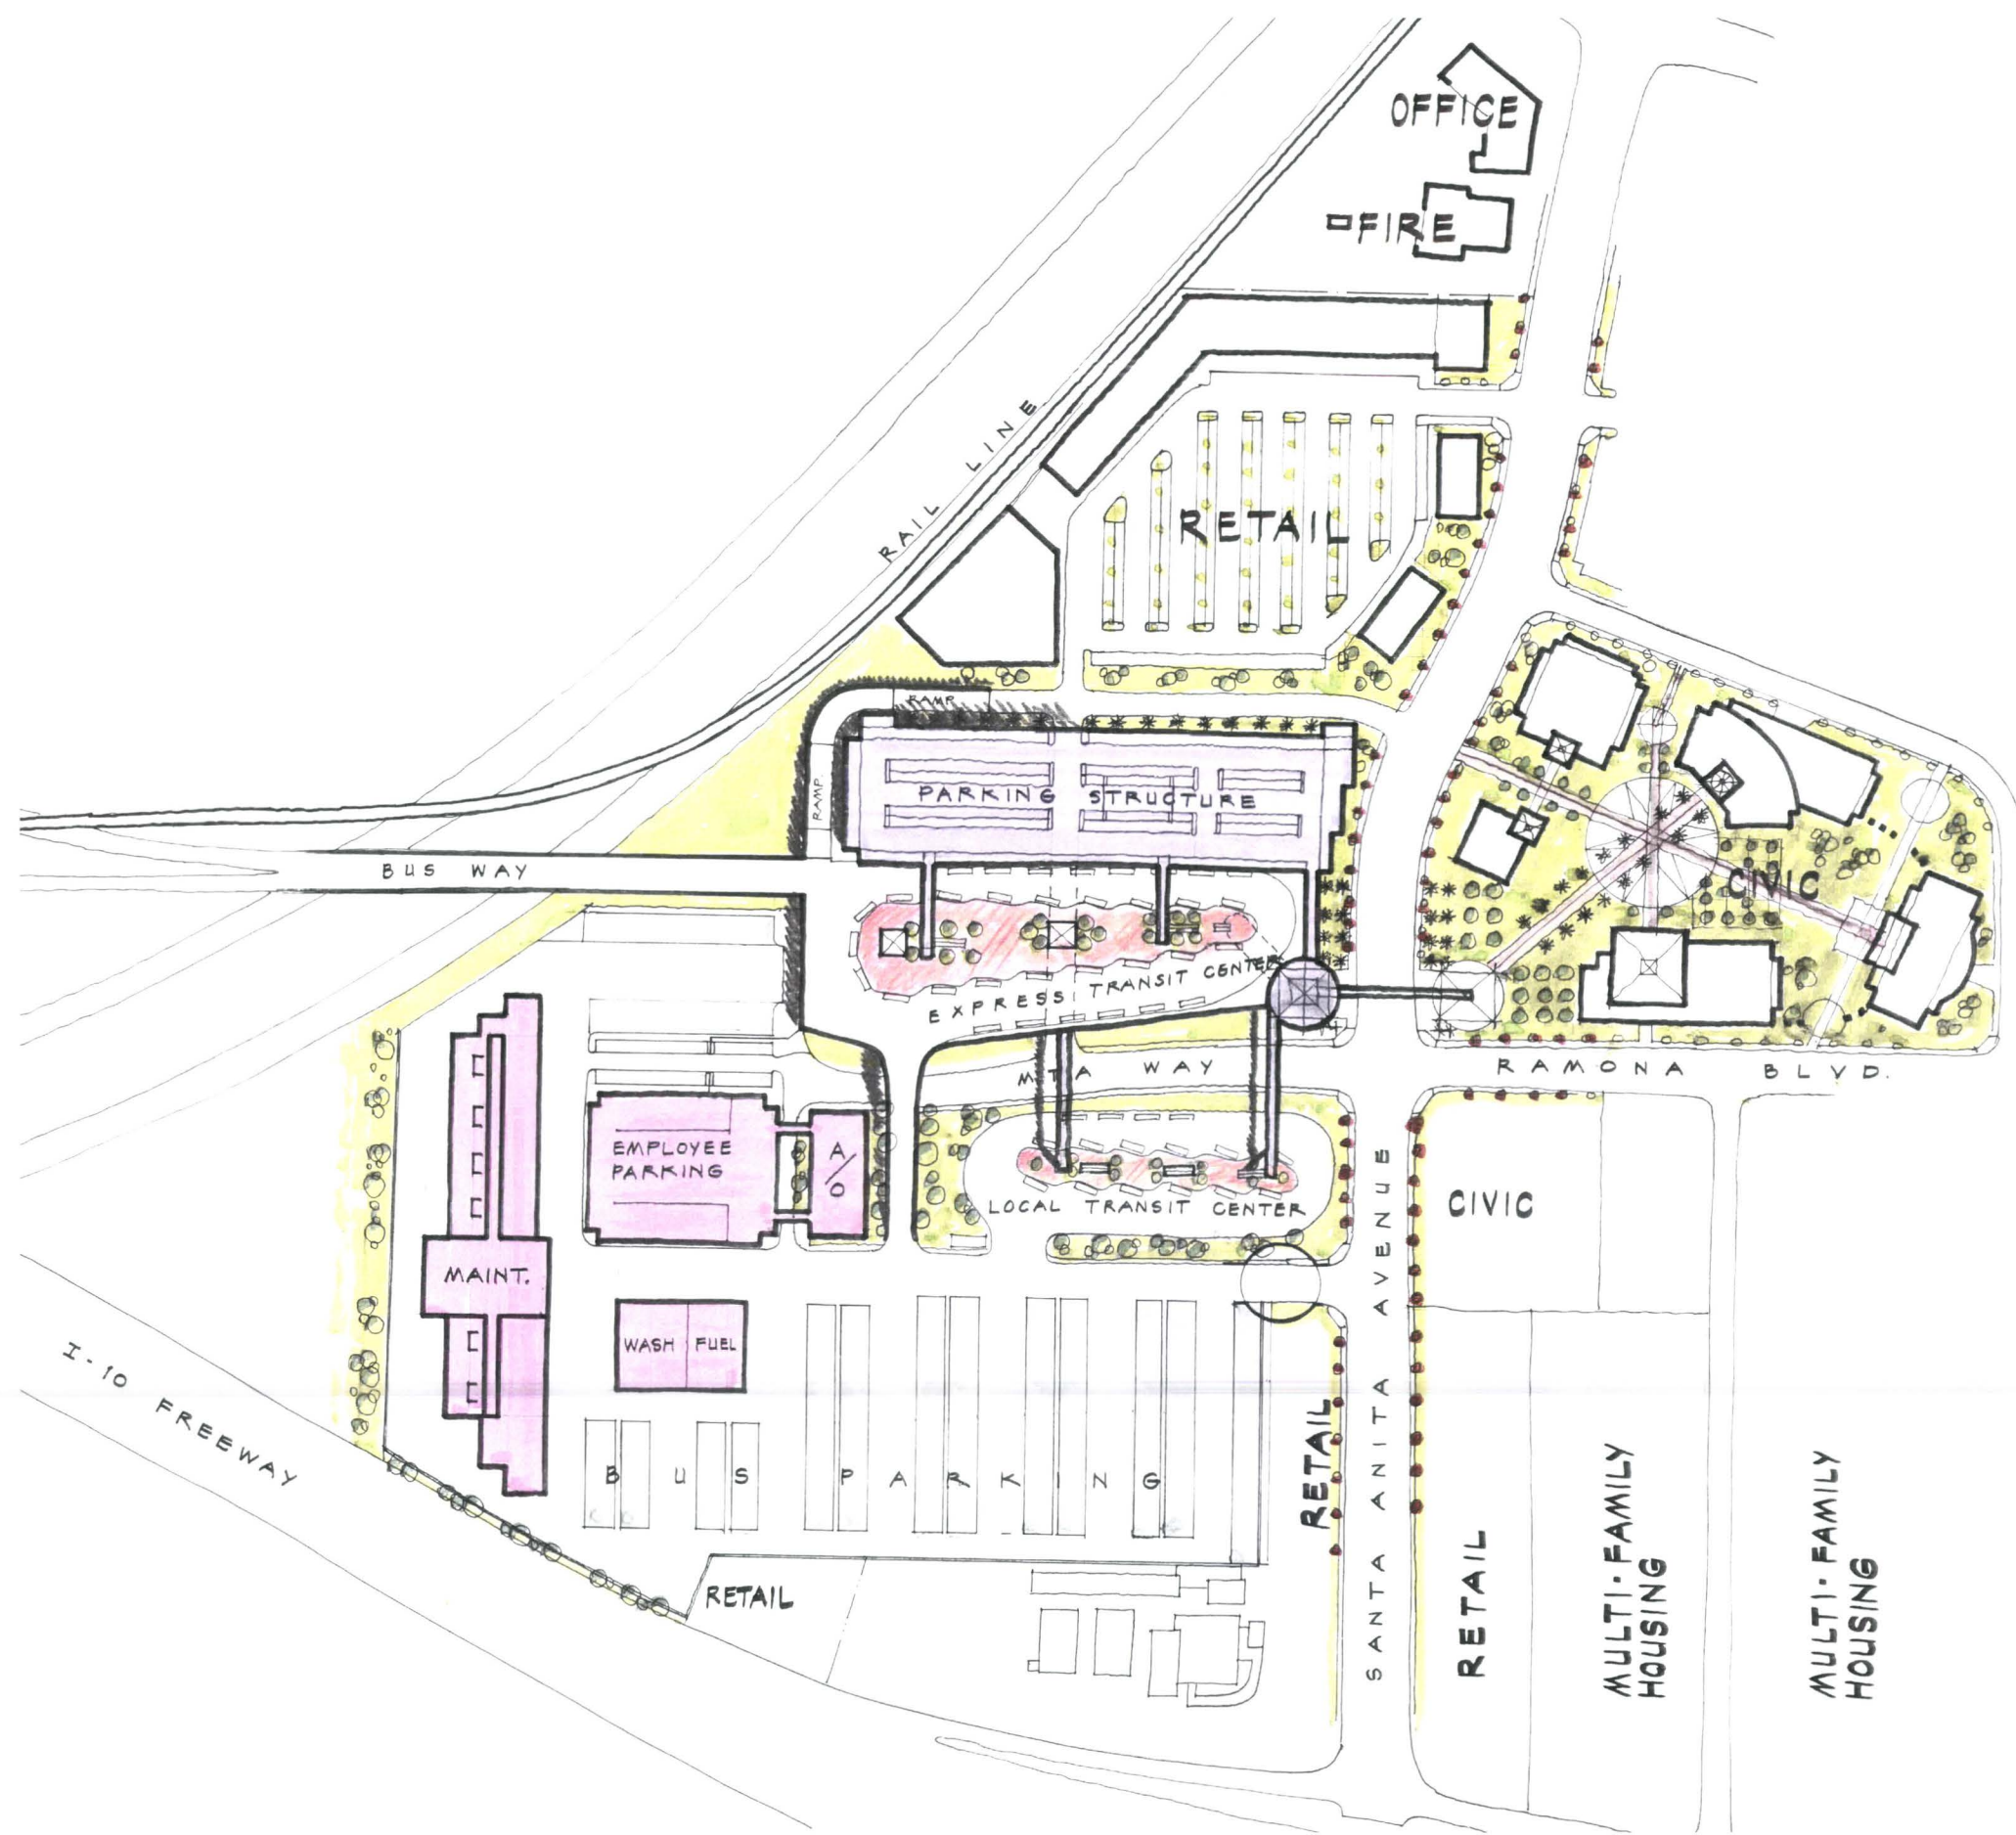 OFFICE
FIRE
RAIL LINE
RETAIL
RAMP
RAMP.
PARKING STRUCTURE
BUS WAY
CIVIC
EXPRESS TRANSIT CENTER
MTA WAY
RAMONA BLVD.
EMPLOYEE
PARKING
A/O
LOCAL TRANSIT CENTER
CIVIC
MAINT.
WASH
FUEL
I-10 FREEWAY
BUS PARKING
RETAIL
SANTA ANITA AVENUE
RETAIL
RETAIL
MULTI-FAMILY
HOUSING
MULTI-FAMILY
HOUSING